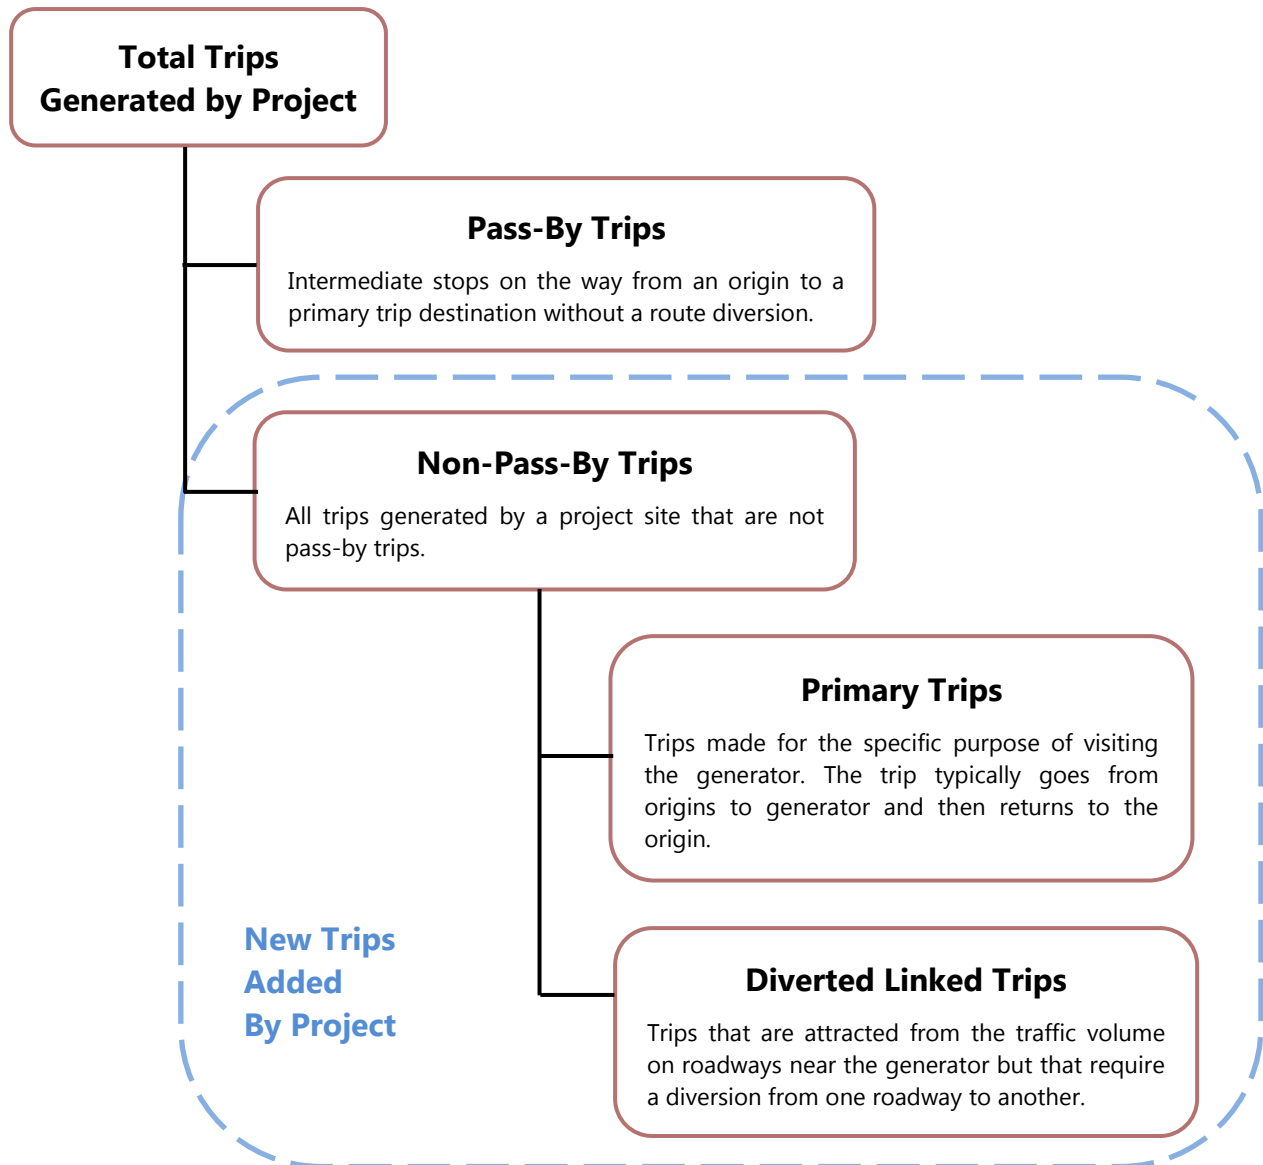 Total Trips
Generated by Project
Pass-By Trips
Intermediate stops on the way from an origin to a
primary trip destination without a route diversion.
Non-Pass-By Trips
All trips generated by a project site that are not
pass-by trips.
Primary Trips
Trips made for the specific purpose of visiting
the generator. The trip typically goes from
origins to generator and then returns to the
origin.
New Trips
Added
By Project
Diverted Linked Trips
Trips that are attracted from the traffic volume
on roadways near the generator but that require
a diversion from one roadway to another.